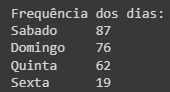 Frequência dos dias:
Sabado 87
Domingo 76
Quinta 62
Sexta 19